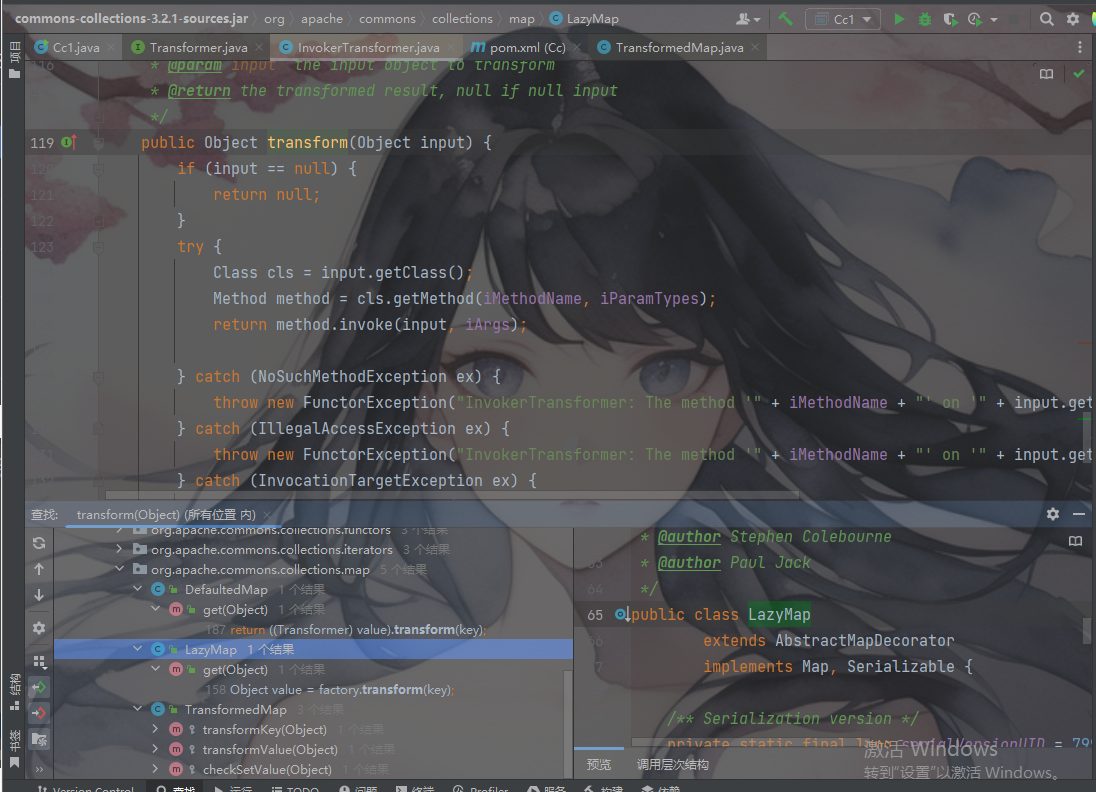 commons-collections-3.2.1-sources.jar org apache commons collections map LazyMap Cc1
项目 Cc1.java Transformer.java InvokerTransformer.java pom.xml (Cc) TransformedMap.java
116 * @param input the input object to transform
* @return the transformed result, null if null input
*/
119 public Object transform(Object input) {
if (input == null) {
121 return null;
122 }
123 try {
Class cls = input.getClass();
Method method = cls.getMethod(iMethodName, iParamTypes);
return method.invoke(input, iArgs);
} catch (NoSuchMethodException ex) {
throw new FunctorException("InvokerTransformer: The method '" + iMethodName + "' on '" + input.get
} catch (IllegalAccessException ex) {
throw new FunctorException("InvokerTransformer: The method '" + iMethodName + "' on '" + input.get
} catch (InvocationTargetException ex) {
查找: transform(Object) (所有位置 内)
org.apache.commons.collections.functors 3 个结果
org.apache.commons.collections.iterators 3 个结果
org.apache.commons.collections.map 5 个结果
DefaultedMap 1 个结果
get(Object) 1 个结果
187 return ((Transformer) value).transform(key);
LazyMap 1 个结果
get(Object) 1 个结果
158 Object value = factory.transform(key);
TransformedMap 3 个结果
transformKey(Object) 1 个结果
transformValue(Object) 1 个结果
checkSetValue(Object) 1 个结果
* @author Stephen Colebourne
* @author Paul Jack
64 */
65 public class LazyMap
extends AbstractMapDecorator
implements Map, Serializable {
/** Serialization version */
private static final long serialVersionUID = 799
预览 调用层次结构
结构
书签
激活 Windows
转到"设置"以激活 Windows。
Version Control 查找 运行 TODO 问题 终端 Profiler 服务 构建 依赖